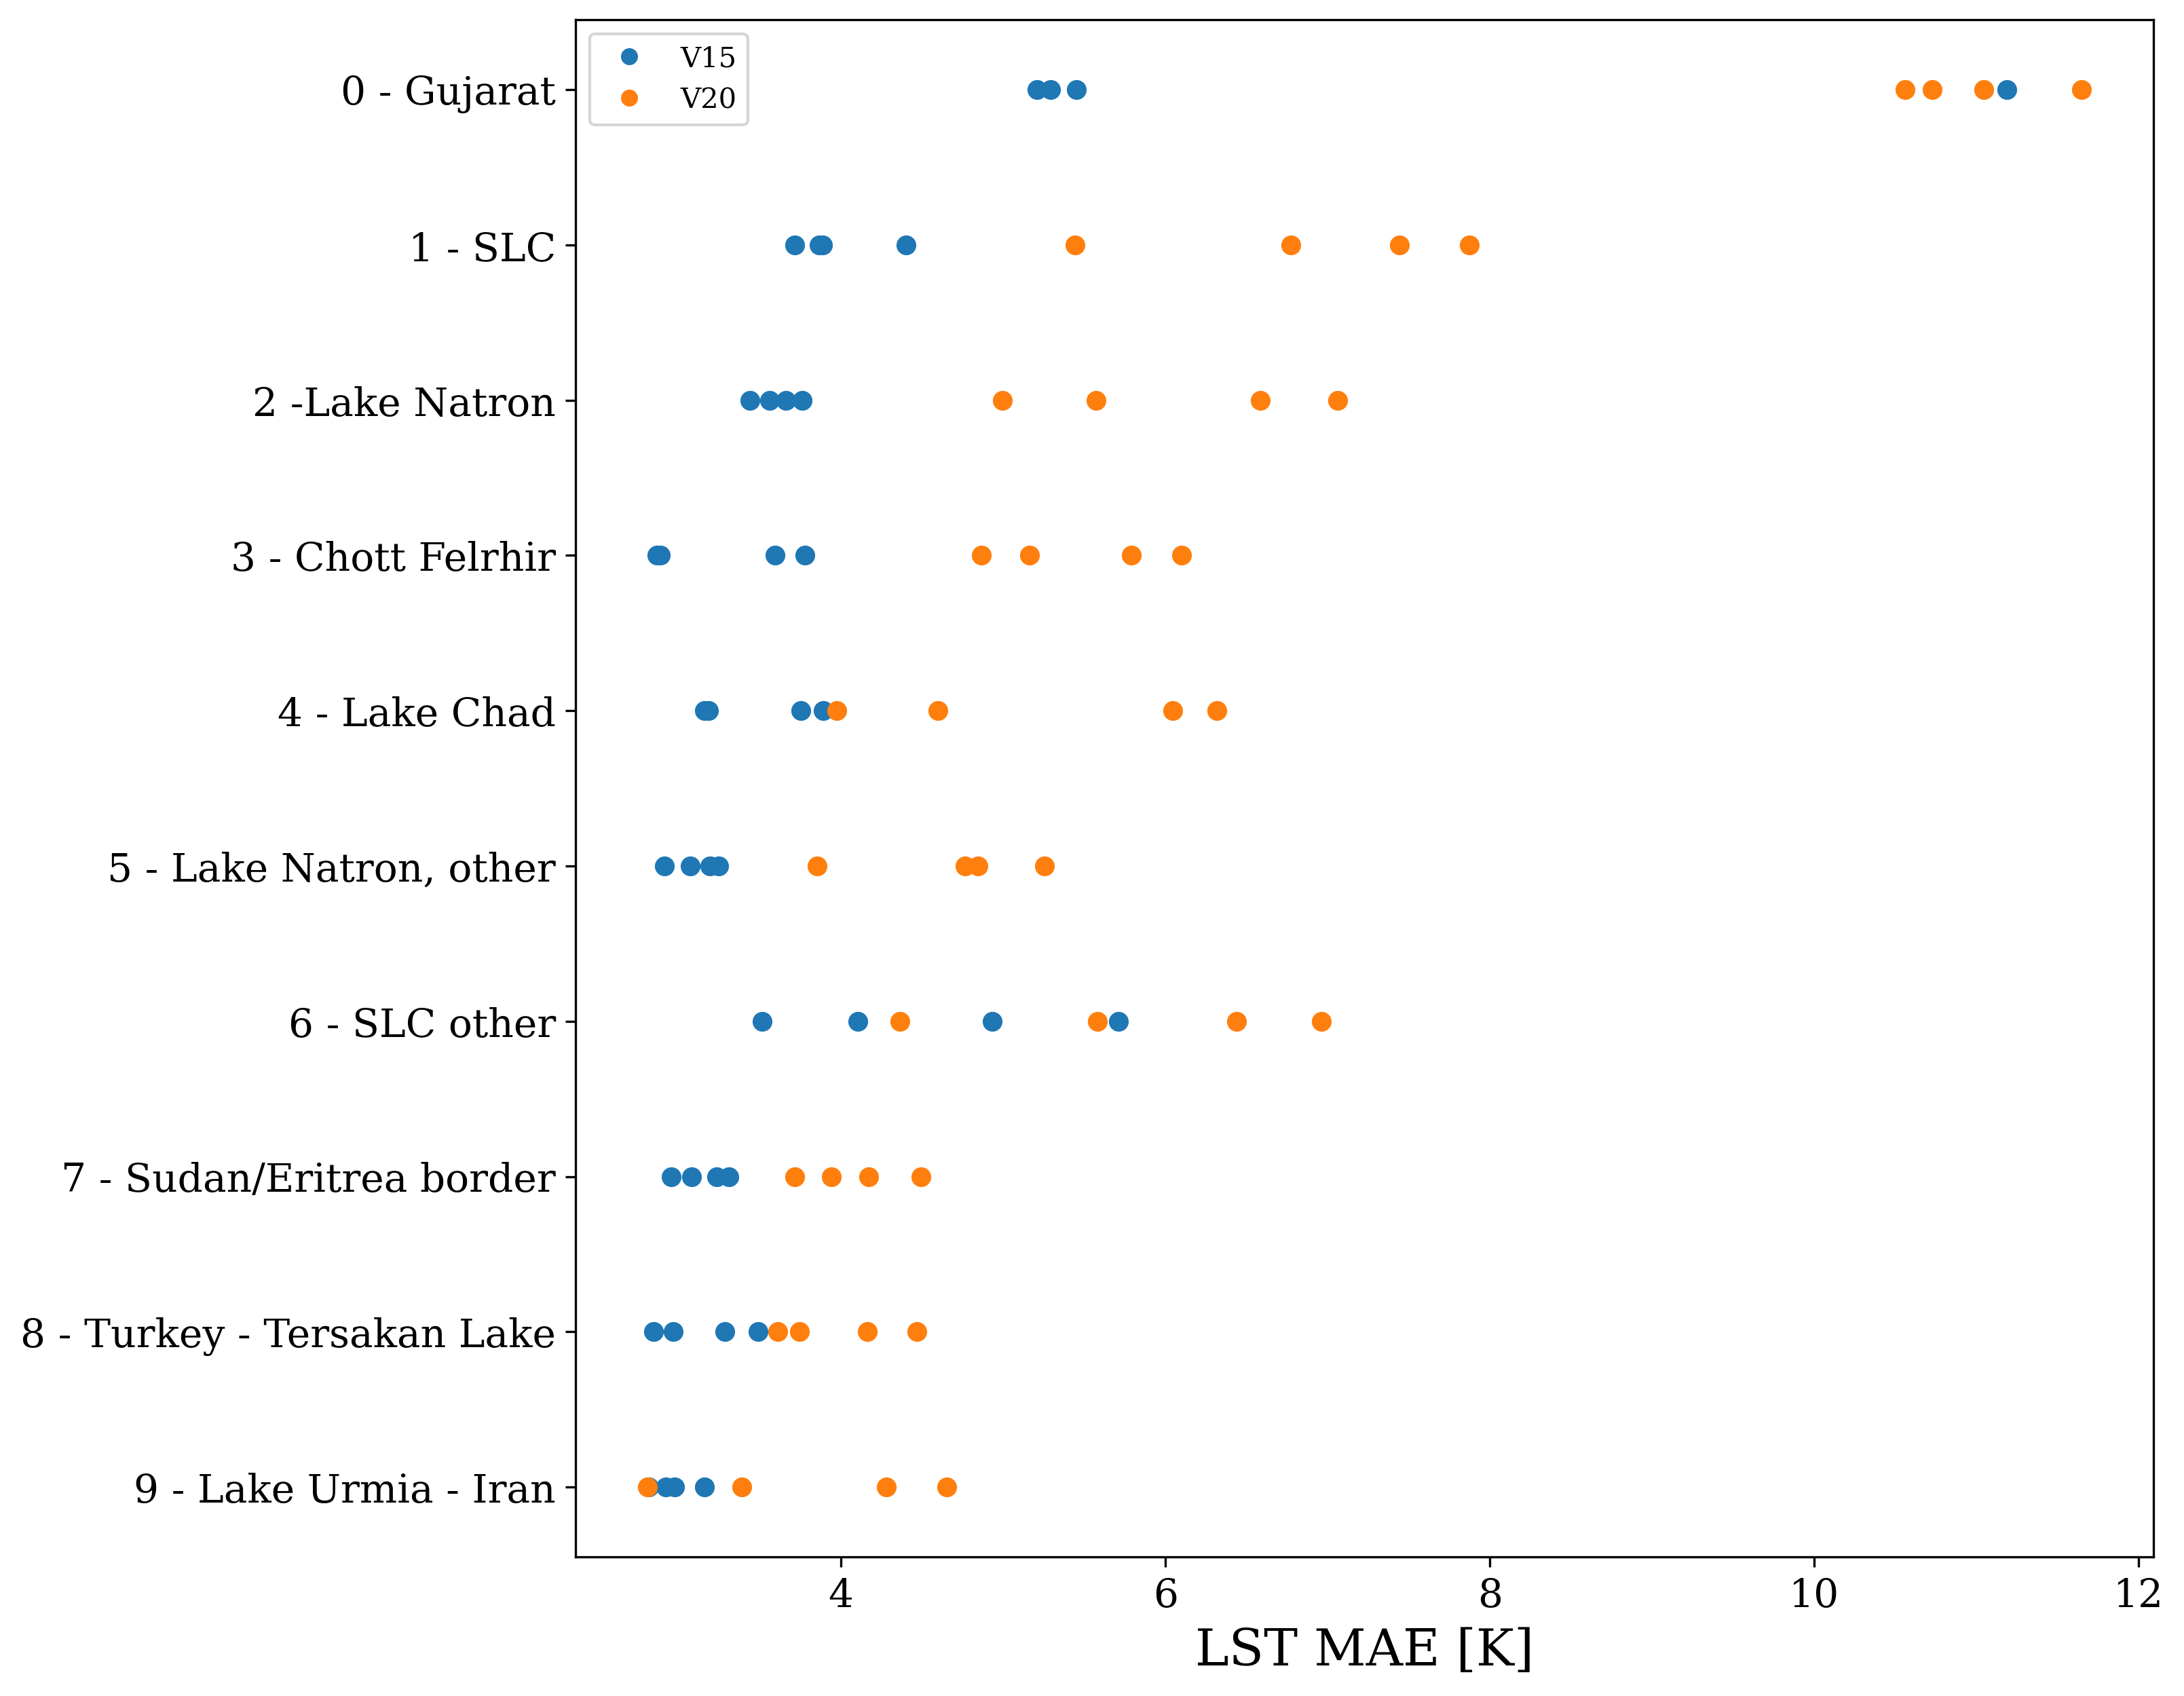 V15
V20
0 - Gujarat
1 - SLC
2 -Lake Natron
3 - Chott Felrhir
4 - Lake Chad
5 - Lake Natron, other
6 - SLC other
7 - Sudan/Eritrea border
8 - Turkey - Tersakan Lake
9 - Lake Urmia - Iran
4 6 8 10 12
LST MAE [K]